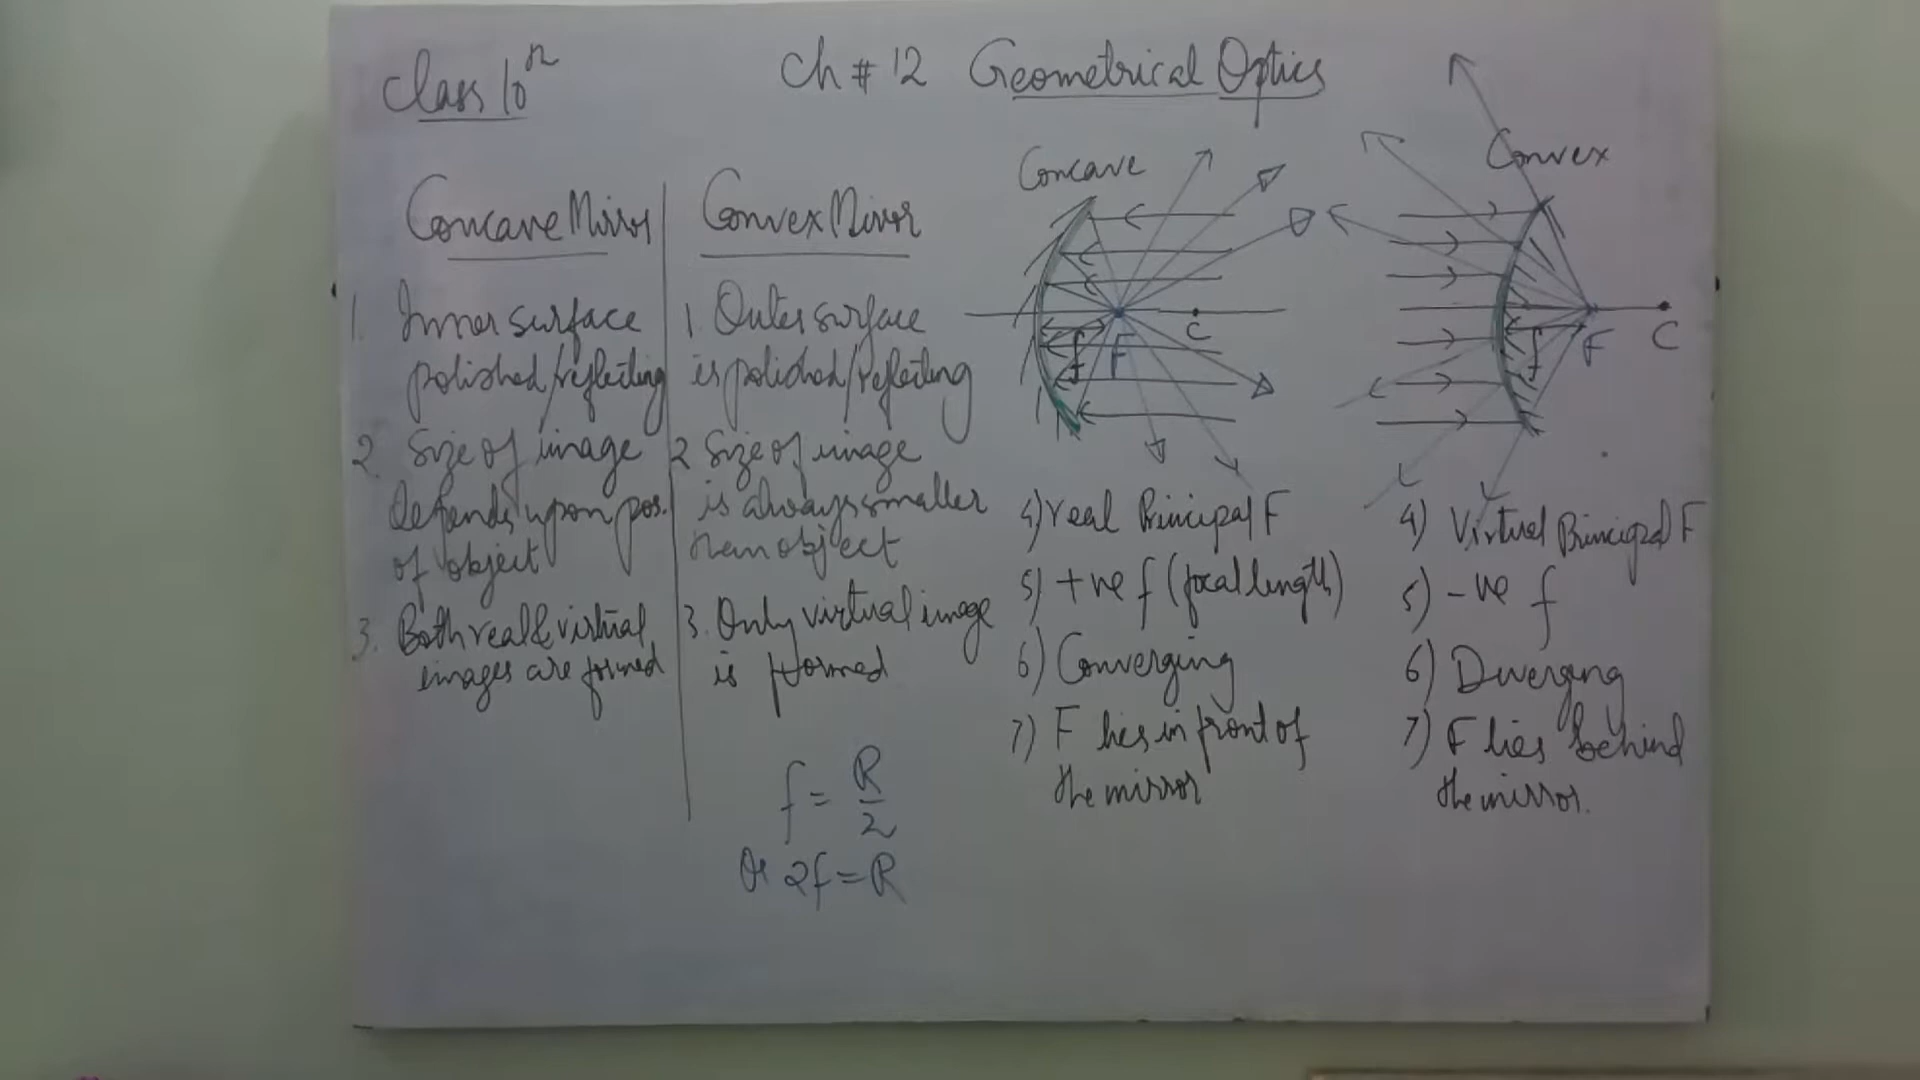 Class 10th
Ch # 12 Geometrical Optics
Concave Mirror
1. Inner surface
polished/reflecting
2. Size of image
depends upon pos.
of object
3. Both real & virtual
images are formed
Convex Mirror
1. Outer surface
is polished/reflecting
2 Size of image
is always smaller
than object
3. Only virtual image
is formed
f = R/2
Or 2f = R
Concave
f
F
C
4) real Principal F
5) +ve f (focal length)
6) Converging
7) F lies in front of
the mirror
Convex
f
F
C
4) Virtual Principal F
5) -ve f
6) Diverging
7) F lies behind
the mirror.